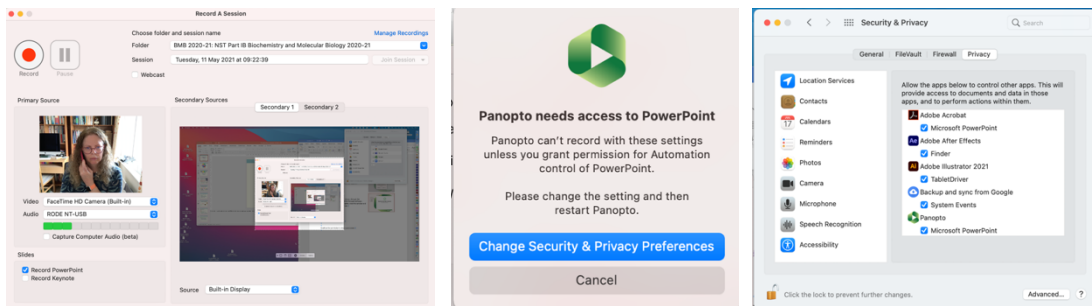 Record A Session
Choose folder and session name
Manage Recordings
Folder
BMB 2020-21: NST Part IB Biochemistry and Molecular Biology 2020-21
Session
Tuesday, 11 May 2021 at 09:22:39
Join Session
Webcast
Record
Pause
Primary Source
Video
FaceTime HD Camera (Built-in)
Audio
RODE NT-USB
Capture Computer Audio (beta)
Slides
Record PowerPoint
Record Keynote
Secondary Sources
Secondary 1
Secondary 2
Source
Built-in Display
Panopto needs access to PowerPoint
Panopto can't record with these settings
unless you grant permission for Automation
control of PowerPoint.
Please change the setting and then
restart Panopto.
Change Security & Privacy Preferences
Cancel
Security & Privacy
Search
General
FileVault
Firewall
Privacy
Location Services
Contacts
17
Calendars
Reminders
Photos
Camera
Microphone
Speech Recognition
Accessibility
Allow the apps below to control other apps. This will
provide access to documents and data in those
apps, and to perform actions within them.
Adobe Acrobat
Microsoft PowerPoint
Ae
Adobe After Effects
Finder
Ai
Adobe Illustrator 2021
TabletDriver
Backup and sync from Google
System Events
Panopto
Microsoft PowerPoint
Click the lock to prevent further changes.
Advanced...
?